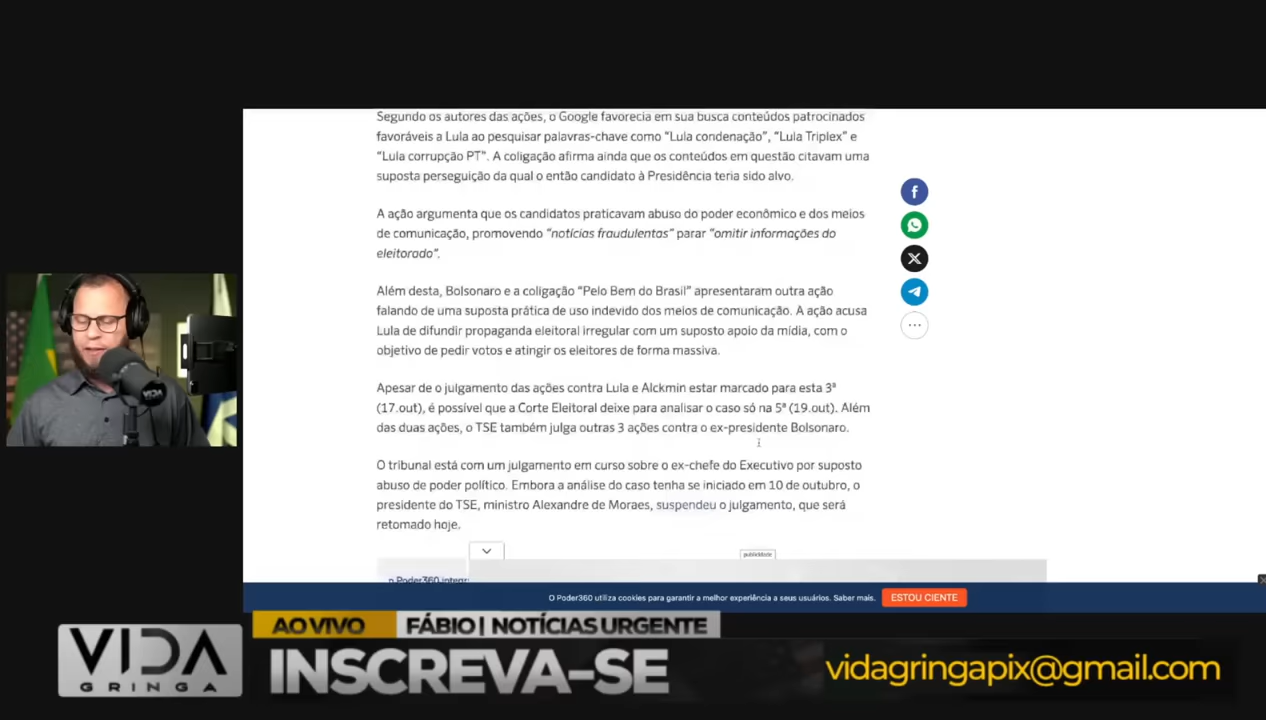 Segundo os autores das ações, o Google favorecia em sua busca conteúdos patrocinados
favoráveis a Lula ao pesquisar palavras-chave como “Lula condenação”, “Lula Triplex” e
“Lula corrupção PT”. A coligação afirma ainda que os conteúdos em questão citavam uma
suposta perseguição da qual o então candidato à Presidência teria sido alvo.
A ação argumenta que os candidatos praticavam abuso do poder econômico e dos meios
de comunicação, promovendo “notícias fraudulentas” parar “omitir informações do
eleitorado”.
Além desta, Bolsonaro e a coligação “Pelo Bem do Brasil” apresentaram outra ação
falando de uma suposta prática de uso indevido dos meios de comunicação. A ação acusa
Lula de difundir propaganda eleitoral irregular com um suposto apoio da mídia, com o
objetivo de pedir votos e atingir os eleitores de forma massiva.
Apesar de o julgamento das ações contra Lula e Alckmin estar marcado para esta 3ª
(17.out), é possível que a Corte Eleitoral deixe para analisar o caso só na 5ª (19.out). Além
das duas ações, o TSE também julga outras 3 ações contra o ex-presidente Bolsonaro.
O tribunal está com um julgamento em curso sobre o ex-chefe do Executivo por suposto
abuso de poder político. Embora a análise do caso tenha se iniciado em 10 de outubro, o
presidente do TSE, ministro Alexandre de Moraes, suspendeu o julgamento, que será
retomado hoje.
publicidade
o Poder360 integr
O Poder360 utiliza cookies para garantir a melhor experiência a seus usuários. Saber mais.
ESTOU CIENTE
AO VIVO
FÁBIO | NOTÍCIAS URGENTE
VIDA
GRINGA
INSCREVA-SE
vidagringapix@gmail.com
VIDA